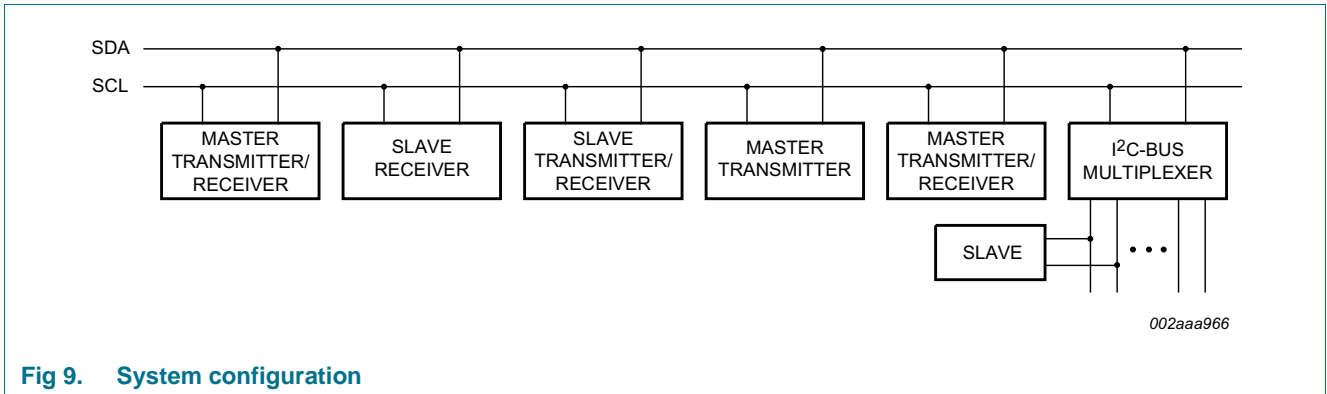 SDA
SCL
MASTER
TRANSMITTER/
RECEIVER
SLAVE
RECEIVER
SLAVE
TRANSMITTER/
RECEIVER
MASTER
TRANSMITTER
MASTER
TRANSMITTER/
RECEIVER
I²C-BUS
MULTIPLEXER
SLAVE
002aaa966
Fig 9. System configuration